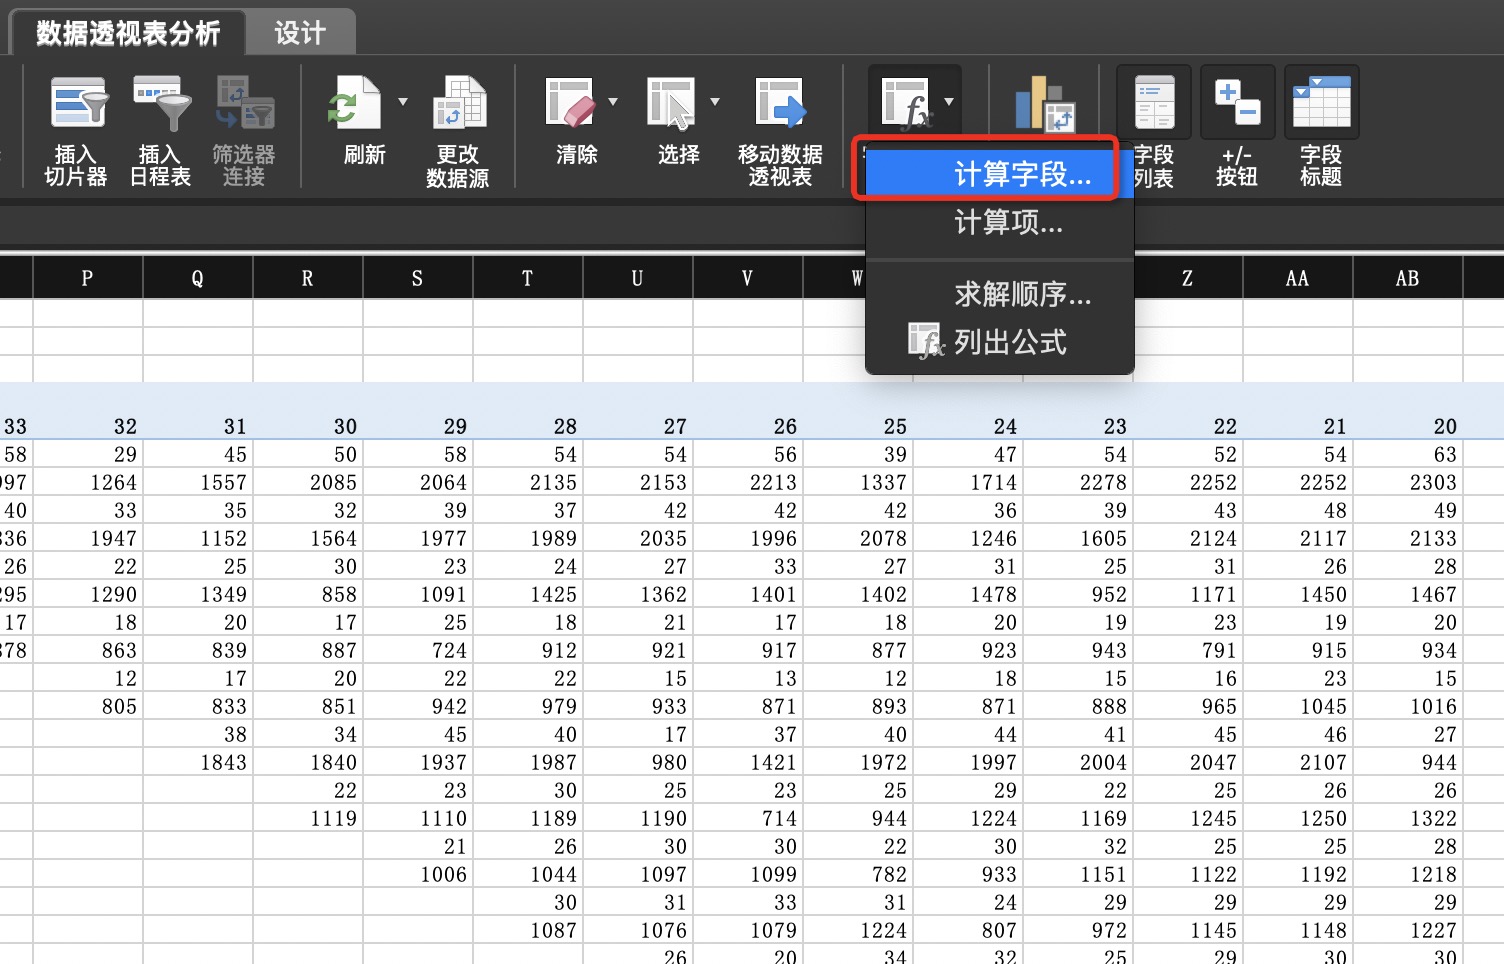 数据透视表分析 设计
插入 插入 筛选器 刷新 更改 清除 选择 移动数据 字段 +/- 字段
切片器 日程表 连接 数据源 透视表 列表 按钮 标题
计算字段...
计算项...
求解顺序...
列出公式
fx
fx
P Q R S T U V W Z AA AB
33 32 31 30 29 28 27 26 25 24 23 22 21 20
58 29 45 50 58 54 54 56 39 47 54 52 54 63
97 1264 1557 2085 2064 2135 2153 2213 1337 1714 2278 2252 2252 2303
40 33 35 32 39 37 42 42 42 36 39 43 48 49
36 1947 1152 1564 1977 1989 2035 1996 2078 1246 1605 2124 2117 2133
26 22 25 30 23 24 27 33 27 31 25 31 26 28
295 1290 1349 858 1091 1425 1362 1401 1402 1478 952 1171 1450 1467
17 18 20 17 25 18 21 17 18 20 19 23 19 20
78 863 839 887 724 912 921 917 877 923 943 791 915 934
12 17 20 22 22 15 13 12 18 15 16 23 15
805 833 851 942 979 933 871 893 871 888 965 1045 1016
38 34 45 40 17 37 40 44 41 45 46 27
1843 1840 1937 1987 980 1421 1972 1997 2004 2047 2107 944
22 23 30 25 23 25 29 22 25 26 26
1119 1110 1189 1190 714 944 1224 1169 1245 1250 1322
21 26 30 30 22 30 32 25 25 28
1006 1044 1097 1099 782 933 1151 1122 1192 1218
30 31 33 31 24 29 29 29 29
1087 1076 1079 1224 807 972 1145 1148 1227
26 20 34 32 25 29 30 30